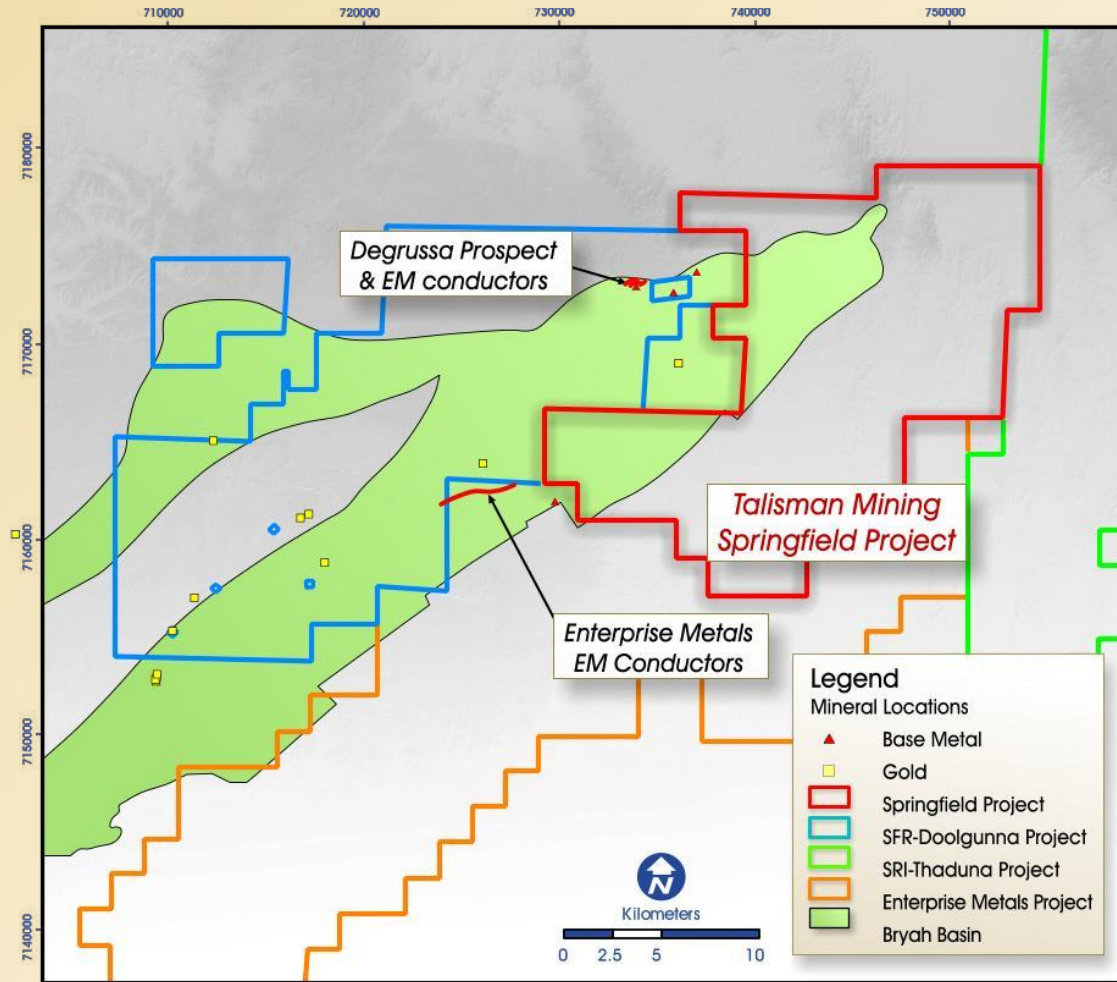 710000
720000
730000
740000
750000
7180000
7170000
7160000
7150000
7140000
Degrussa Prospect
& EM conductors
Talisman Mining
Springfield Project
Enterprise Metals
EM Conductors
Legend
Mineral Locations
Base Metal
Gold
Springfield Project
SFR-Doolgunna Project
SRI-Thaduna Project
Enterprise Metals Project
Bryah Basin
N
Kilometers
0 2.5 5 10